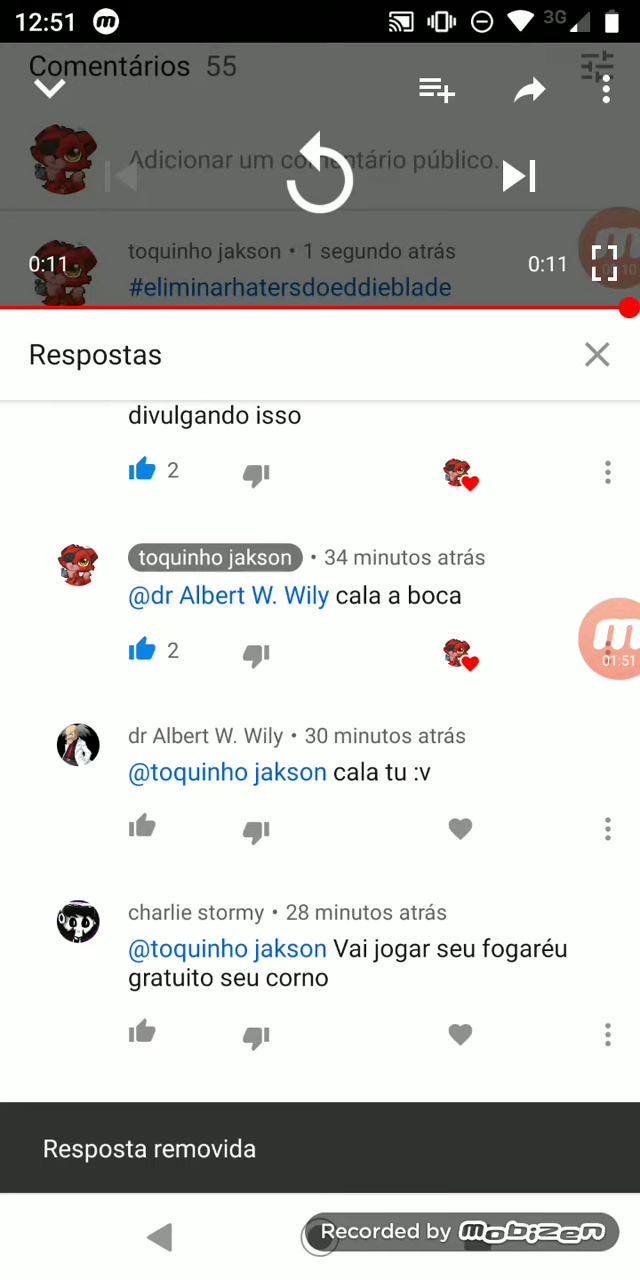 12:51
3G
Comentários 55
Adicionar um comentário público...
toquinho jakson • 1 segundo atrás
0:11
0:11
#eliminarhatersdoeddieblade
Respostas
divulgando isso
2
toquinho jakson • 34 minutos atrás
@dr Albert W. Wily cala a boca
2
01:51
dr Albert W. Wily • 30 minutos atrás
@toquinho jakson cala tu :v
charlie stormy • 28 minutos atrás
@toquinho jakson Vai jogar seu fogaréu
gratuito seu corno
Resposta removida
Recorded by mobizen